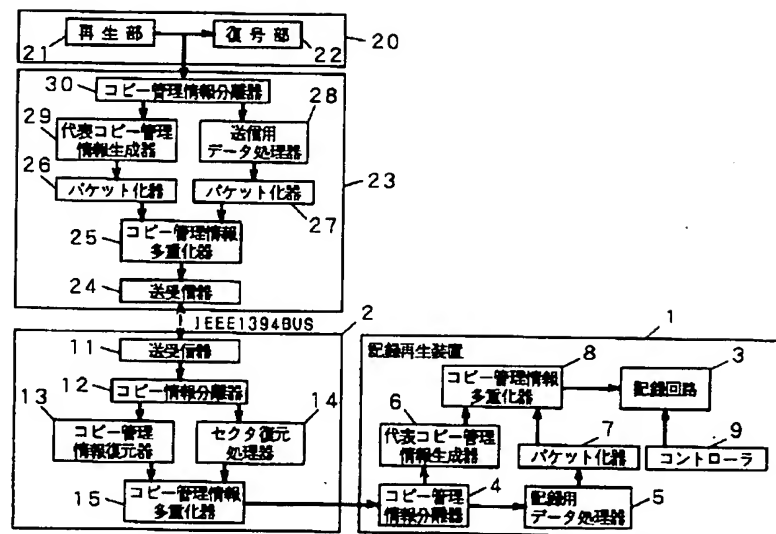 再生部
復号部
21
22
20
30
コピー管理情報分離器
28
29
代表コピー管理
情報生成器
送信用
データ処理器
26
パケット化器
パケット化器
23
27
25
コピー管理情報
多重化器
24
送受信器
IEEE1394BUS
2
1
11
送受信器
記録再生装置
8
3
12
コピー情報分離器
コピー管理情報
多重化器
記録回路
13
14
6
コピー管理
情報復元器
セクタ復元
処理器
代表コピー管理
情報生成器
7
9
パケット化器
コントローラ
15
コピー管理情報
多重化器
コピー管理
情報分離器
4
記録用
データ処理器
5